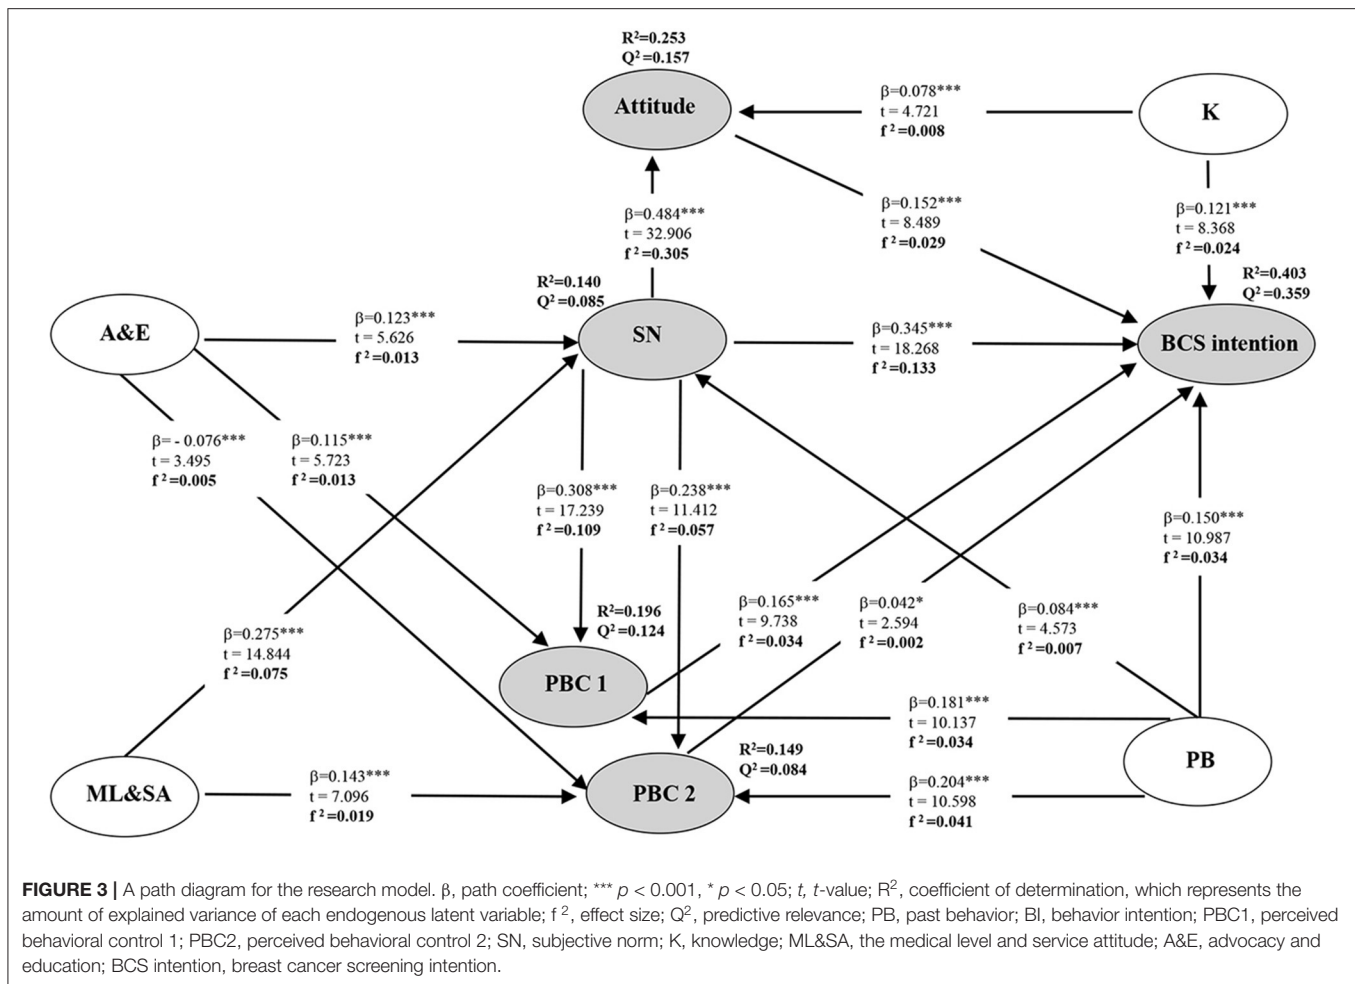 R²=0.253
Q²=0.157
Attitude
β=0.078***
t = 4.721
f²=0.008
K
β=0.484***
t = 32.906
f²=0.305
β=0.152***
t = 8.489
f²=0.029
β=0.121***
t = 8.368
f²=0.024
R²=0.140
Q²=0.085
R²=0.403
Q²=0.359
A&E
β=0.123***
t = 5.626
f²=0.013
SN
β=0.345***
t = 18.268
f²=0.133
BCS intention
β= - 0.076***
t = 3.495
f²=0.005
β=0.115***
t = 5.723
f²=0.013
β=0.308***
t = 17.239
f²=0.109
β=0.238***
t = 11.412
f²=0.057
β=0.150***
t = 10.987
f²=0.034
β=0.275***
t = 14.844
f²=0.075
R²=0.196
Q²=0.124
β=0.165***
t = 9.738
f²=0.034
β=0.042*
t = 2.594
f²=0.002
β=0.084***
t = 4.573
f²=0.007
PBC 1
β=0.181***
t = 10.137
f²=0.034
ML&SA
β=0.143***
t = 7.096
f²=0.019
PBC 2
R²=0.149
Q²=0.084
β=0.204***
t = 10.598
f²=0.041
PB
FIGURE 3 | A path diagram for the research model. β, path coefficient; *** p < 0.001, * p < 0.05; t, t-value; R², coefficient of determination, which represents the
amount of explained variance of each endogenous latent variable; f², effect size; Q², predictive relevance; PB, past behavior; BI, behavior intention; PBC1, perceived
behavioral control 1; PBC2, perceived behavioral control 2; SN, subjective norm; K, knowledge; ML&SA, the medical level and service attitude; A&E, advocacy and
education; BCS intention, breast cancer screening intention.